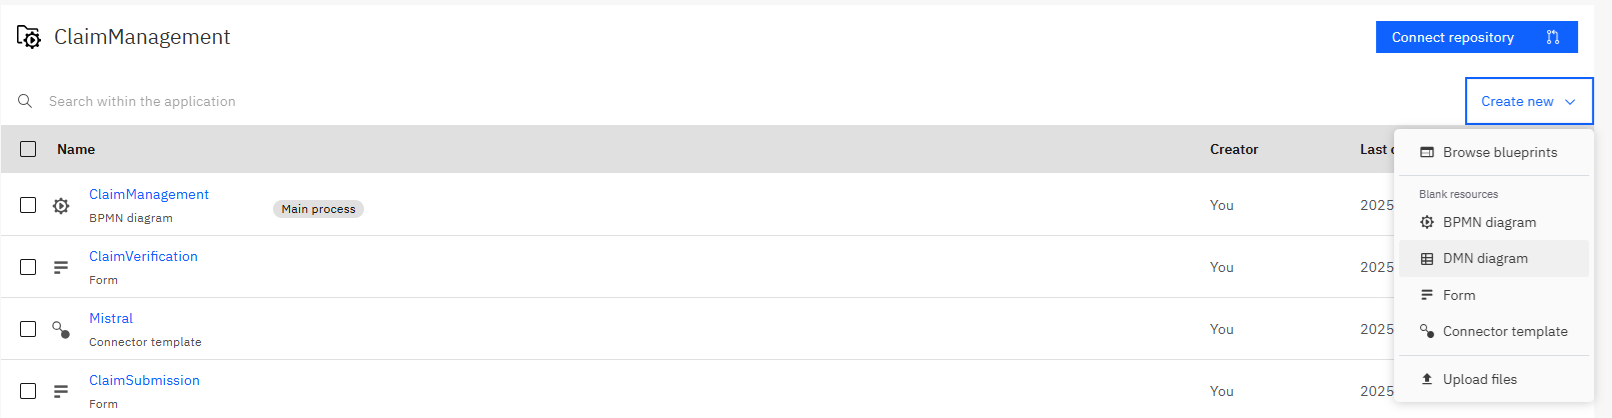 ClaimManagement
Connect repository
Search within the application
Create new
Name
Creator
Last
Browse blueprints
Blank resources
ClaimManagement
BPMN diagram
Main process
You
2025
BPMN diagram
ClaimVerification
Form
You
2025
DMN diagram
Form
Mistral
Connector template
You
2025
Connector template
ClaimSubmission
Form
You
2025
Upload files